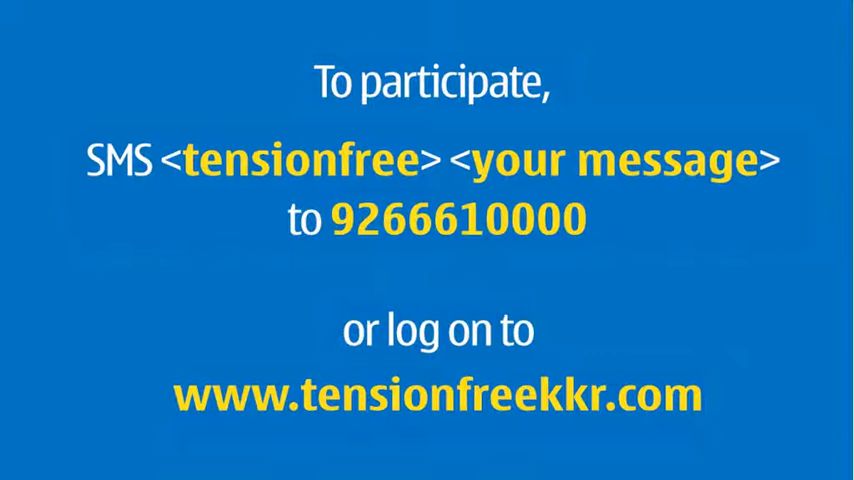 To participate,
SMS <tensionfree> <your message>
to 9266610000
or log on to
www.tensionfreekkr.com